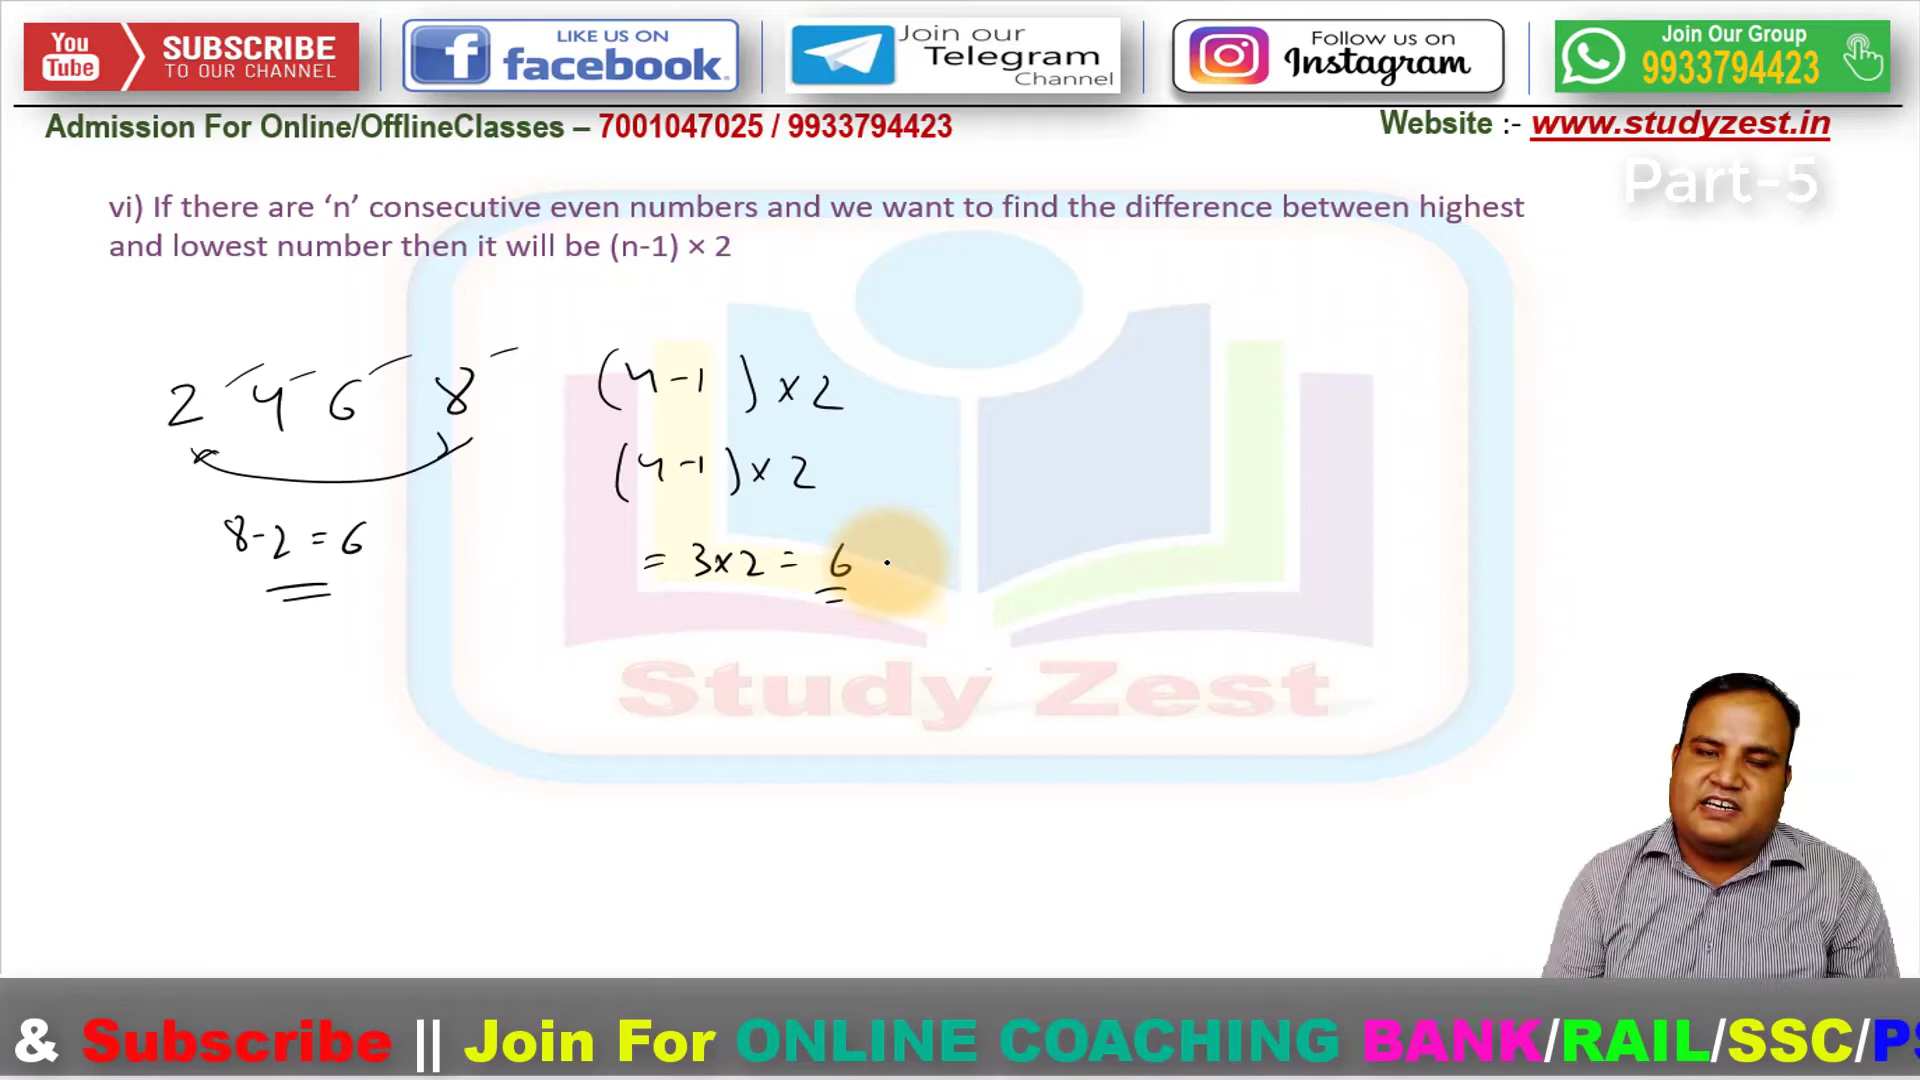 You Tube SUBSCRIBE TO OUR CHANNEL
LIKE US ON facebook.
Join our Telegram Channel
Follow us on Instagram
Join Our Group 9933794423
Admission For Online/OfflineClasses – 7001047025 / 9933794423
Website :- www.studyzest.in
Part-5
vi) If there are ‘n’ consecutive even numbers and we want to find the difference between highest
and lowest number then it will be (n-1) × 2
2 4 6 8
(4-1) × 2
(4-1) × 2
8-2 = 6
= 3×2 = 6
Study Zest
& Subscribe || Join For ONLINE COACHING BANK/RAIL/SSC/PS